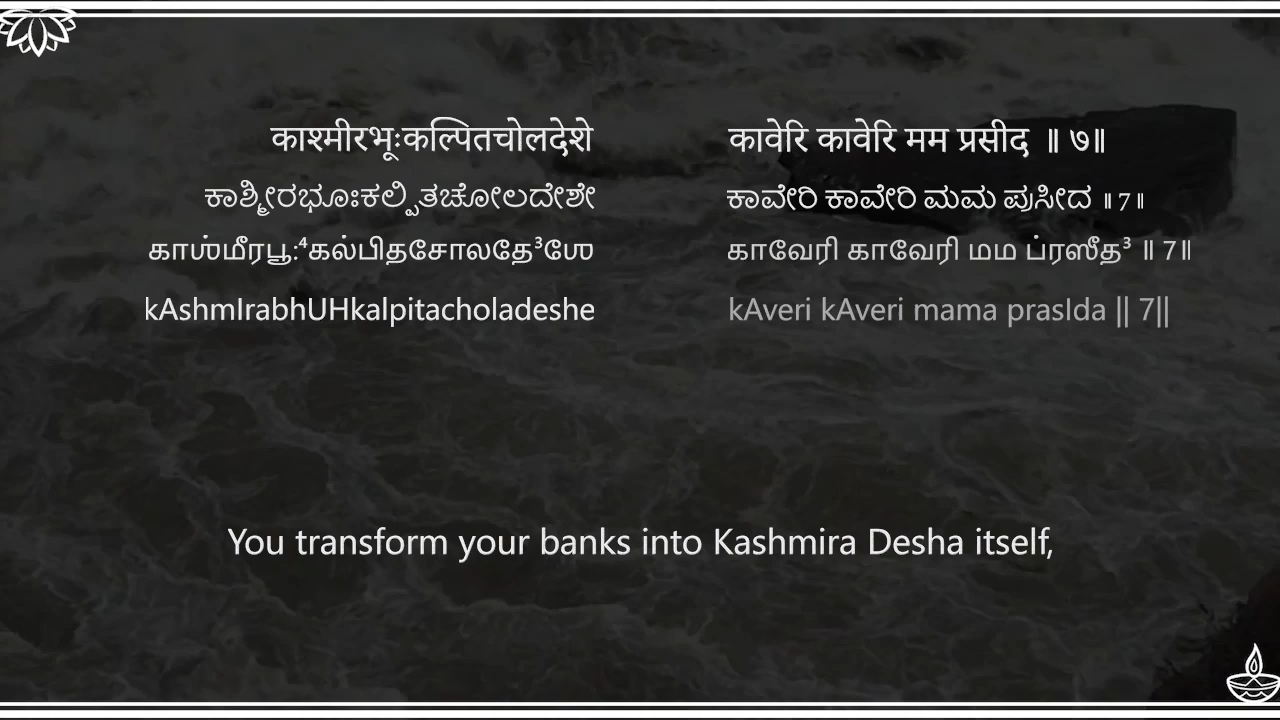 काश्मीरभूःकल्पितचोलदेशे कावेरि कावेरि मम प्रसीद ॥ ७॥
ಕಾಶ್ಮೀರಭೂಃಕಲ್ಪಿತಚೋಲದೇಶೇ ಕಾವೇರಿ ಕಾವೇರಿ ಮಮ ಪ್ರಸೀದ ॥ 7॥
காஶ்மீரபூ:⁴கல்பிதசோலதே³ஶே காவேரி காவேரி மம ப்ரஸீத³ ॥ 7॥
kAshmIrabhUHkalpitacholadeshe kAveri kAveri mama prasIda || 7||
You transform your banks into Kashmira Desha itself,